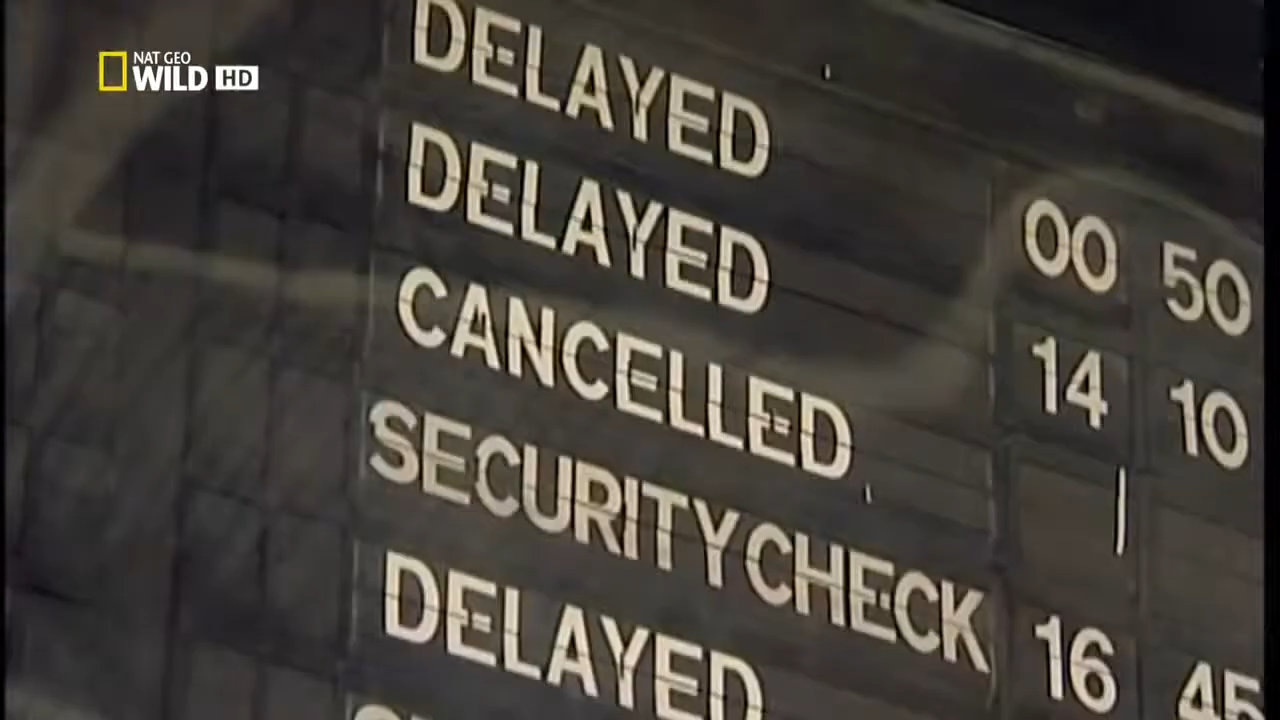 NAT GEO
WILD HD
DELAYED 00 50
DELAYED 14 10
CANCELLED
SECURITYCHECK 16 45
DELAYED